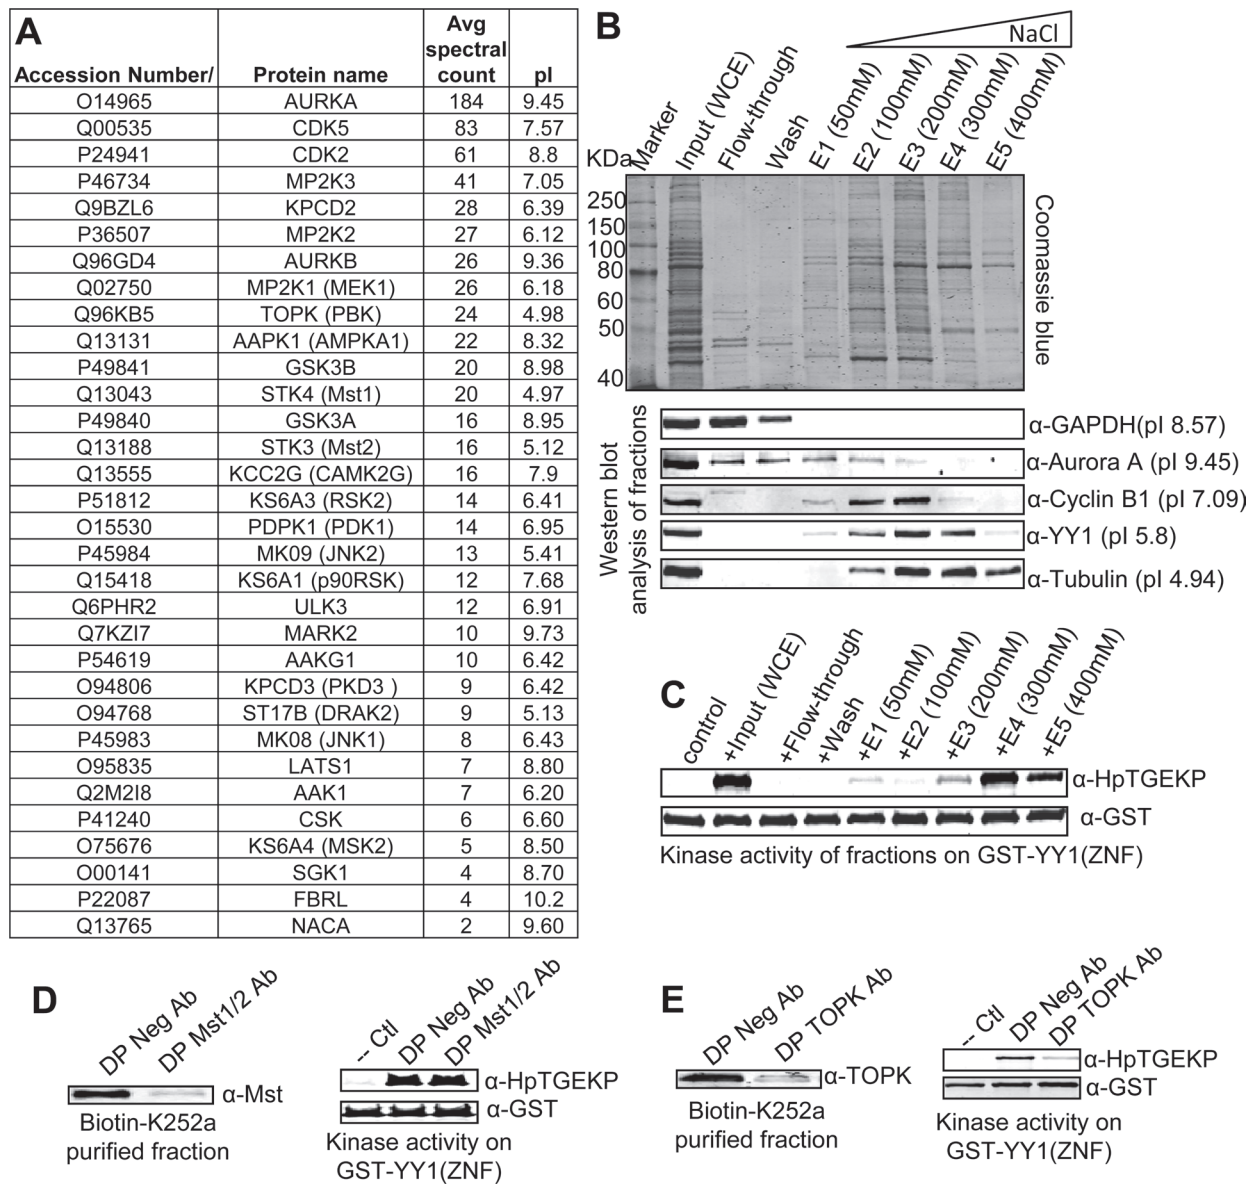 A
Accession Number/ Protein name Avg spectral count pI
O14965 AURKA 184 9.45
Q00535 CDK5 83 7.57
P24941 CDK2 61 8.8
P46734 MP2K3 41 7.05
Q9BZL6 KPCD2 28 6.39
P36507 MP2K2 27 6.12
Q96GD4 AURKB 26 9.36
Q02750 MP2K1 (MEK1) 26 6.18
Q96KB5 TOPK (PBK) 24 4.98
Q13131 AAPK1 (AMPKA1) 22 8.32
P49841 GSK3B 20 8.98
Q13043 STK4 (Mst1) 20 4.97
P49840 GSK3A 16 8.95
Q13188 STK3 (Mst2) 16 5.12
Q13555 KCC2G (CAMK2G) 16 7.9
P51812 KS6A3 (RSK2) 14 6.41
O15530 PDPK1 (PDK1) 14 6.95
P45984 MK09 (JNK2) 13 5.41
Q15418 KS6A1 (p90RSK) 12 7.68
Q6PHR2 ULK3 12 6.91
Q7KZI7 MARK2 10 9.73
P54619 AAKG1 10 6.42
O94806 KPCD3 (PKD3 ) 9 6.42
O94768 ST17B (DRAK2) 9 5.13
P45983 MK08 (JNK1) 8 6.43
O95835 LATS1 7 8.80
Q2M2I8 AAK1 7 6.20
P41240 CSK 6 6.60
O75676 KS6A4 (MSK2) 5 8.50
O00141 SGK1 4 8.70
P22087 FBRL 4 10.2
Q13765 NACA 2 9.60
B
NaCl
KDa
Marker
Input (WCE)
Flow-through
Wash
E1 (50mM)
E2 (100mM)
E3 (200mM)
E4 (300mM)
E5 (400mM)
250
150
100
80
60
50
40
Coomassie blue
Western blot
analysis of fractions
α-GAPDH(pI 8.57)
α-Aurora A (pI 9.45)
α-Cyclin B1 (pI 7.09)
α-YY1 (pI 5.8)
α-Tubulin (pI 4.94)
C
control
+Input (WCE)
+Flow-through
+Wash
+E1 (50mM)
+E2 (100mM)
+E3 (200mM)
+E4 (300mM)
+E5 (400mM)
α-HpTGEKP
α-GST
Kinase activity of fractions on GST-YY1(ZNF)
D
DP Neg Ab
DP Mst1/2 Ab
α-Mst
Biotin-K252a
purified fraction
-- Ctl
DP Neg Ab
DP Mst1/2 Ab
α-HpTGEKP
α-GST
Kinase activity on
GST-YY1(ZNF)
E
DP Neg Ab
DP TOPK Ab
α-TOPK
Biotin-K252a
purified fraction
-- Ctl
DP Neg Ab
DP TOPK Ab
α-HpTGEKP
α-GST
Kinase activity on
GST-YY1(ZNF)